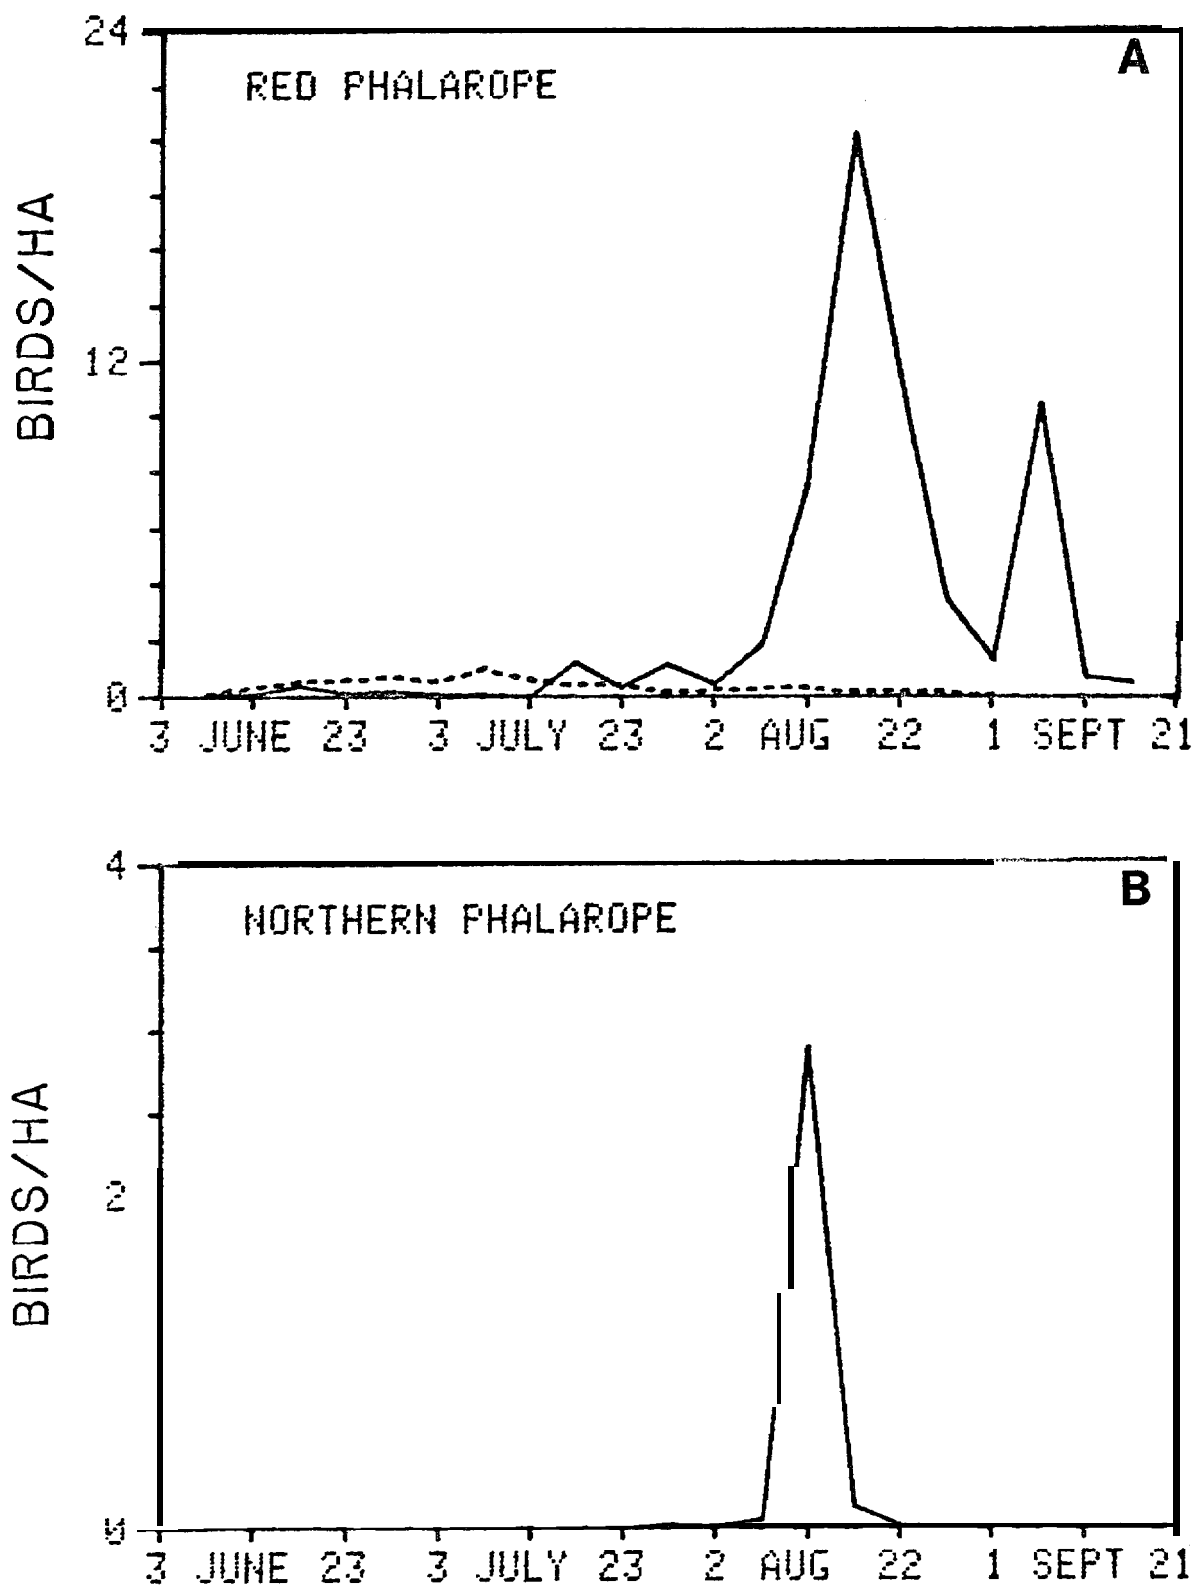 24
A
RED PHALAROPE
BIRDS/HA
12
0
3 JUNE 23 3 JULY 23 2 AUG 22 1 SEPT 21
4
B
NORTHERN PHALAROPE
BIRDS/HA
2
0
3 JUNE 23 3 JULY 23 2 AUG 22 1 SEPT 21